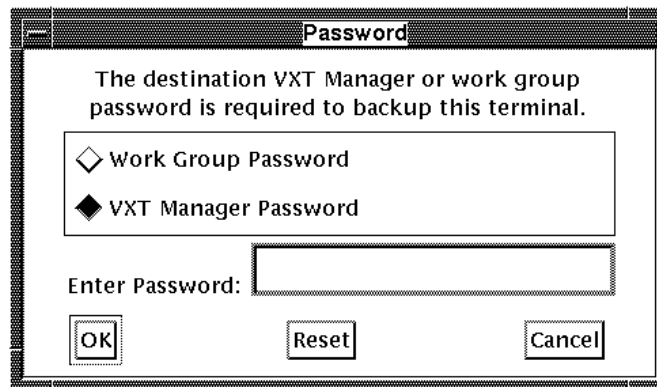 Password
The destination VXT Manager or work group
password is required to backup this terminal.
Work Group Password
VXT Manager Password
Enter Password:
OK Reset Cancel